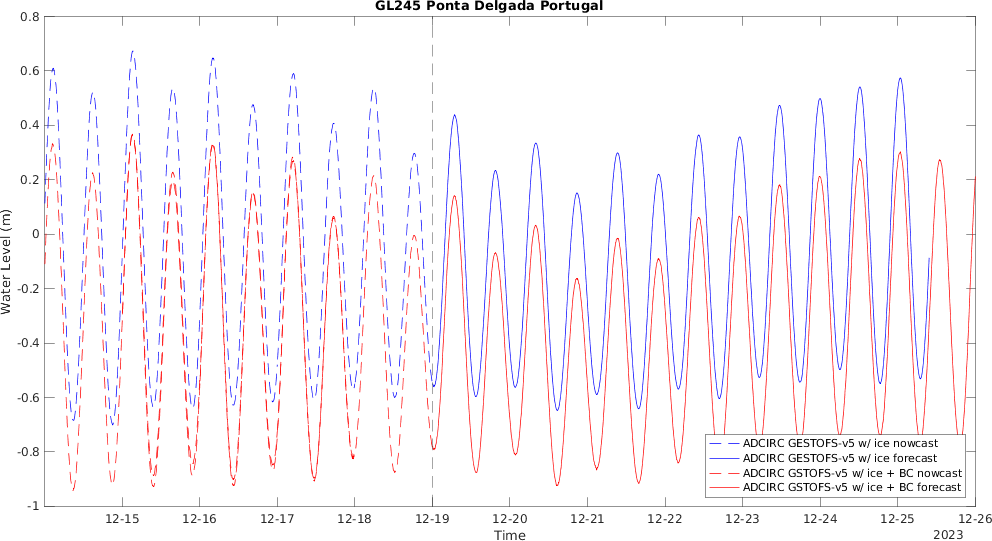 GL245 Ponta Delgada Portugal
0.8
0.6
0.4
0.2
0
-0.2
-0.4
-0.6
-0.8
-1
Water Level (m)
ADCIRC GESTOFS-v5 w/ ice nowcast
ADCIRC GESTOFS-v5 w/ ice forecast
ADCIRC GSTOFS-v5 w/ ice + BC nowcast
ADCIRC GSTOFS-v5 w/ ice + BC forecast
12-15 12-16 12-17 12-18 12-19 12-20 12-21 12-22 12-23 12-24 12-25 12-26
Time
2023